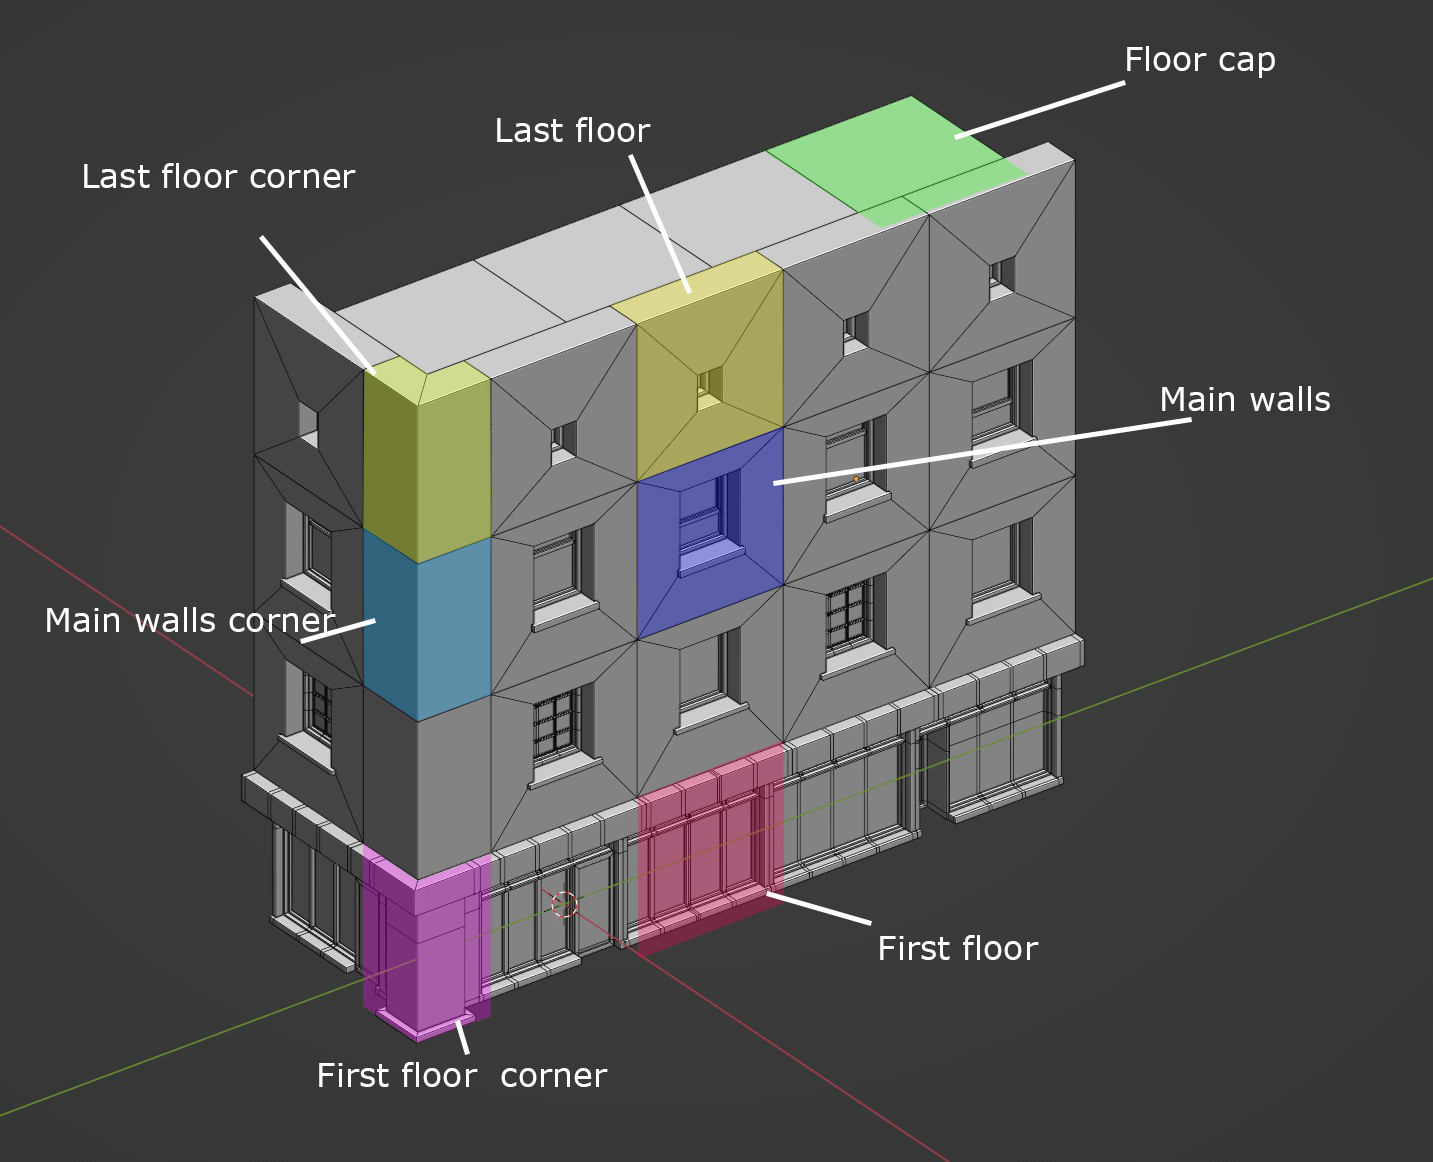 Floor cap
Last floor
Last floor corner
Main walls
Main walls corner
First floor
First floor  corner